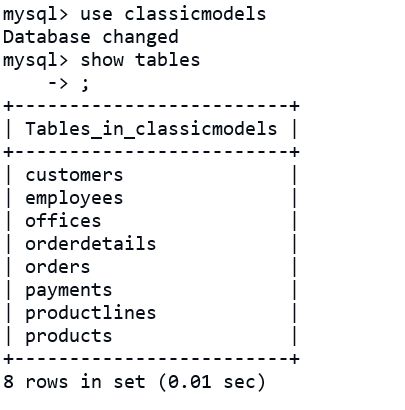 mysql> use classicmodels
Database changed
mysql> show tables
    -> ;
+-------------------------+
| Tables_in_classicmodels |
+-------------------------+
| customers               |
| employees               |
| offices                 |
| orderdetails            |
| orders                  |
| payments                |
| productlines            |
| products                |
+-------------------------+
8 rows in set (0.01 sec)